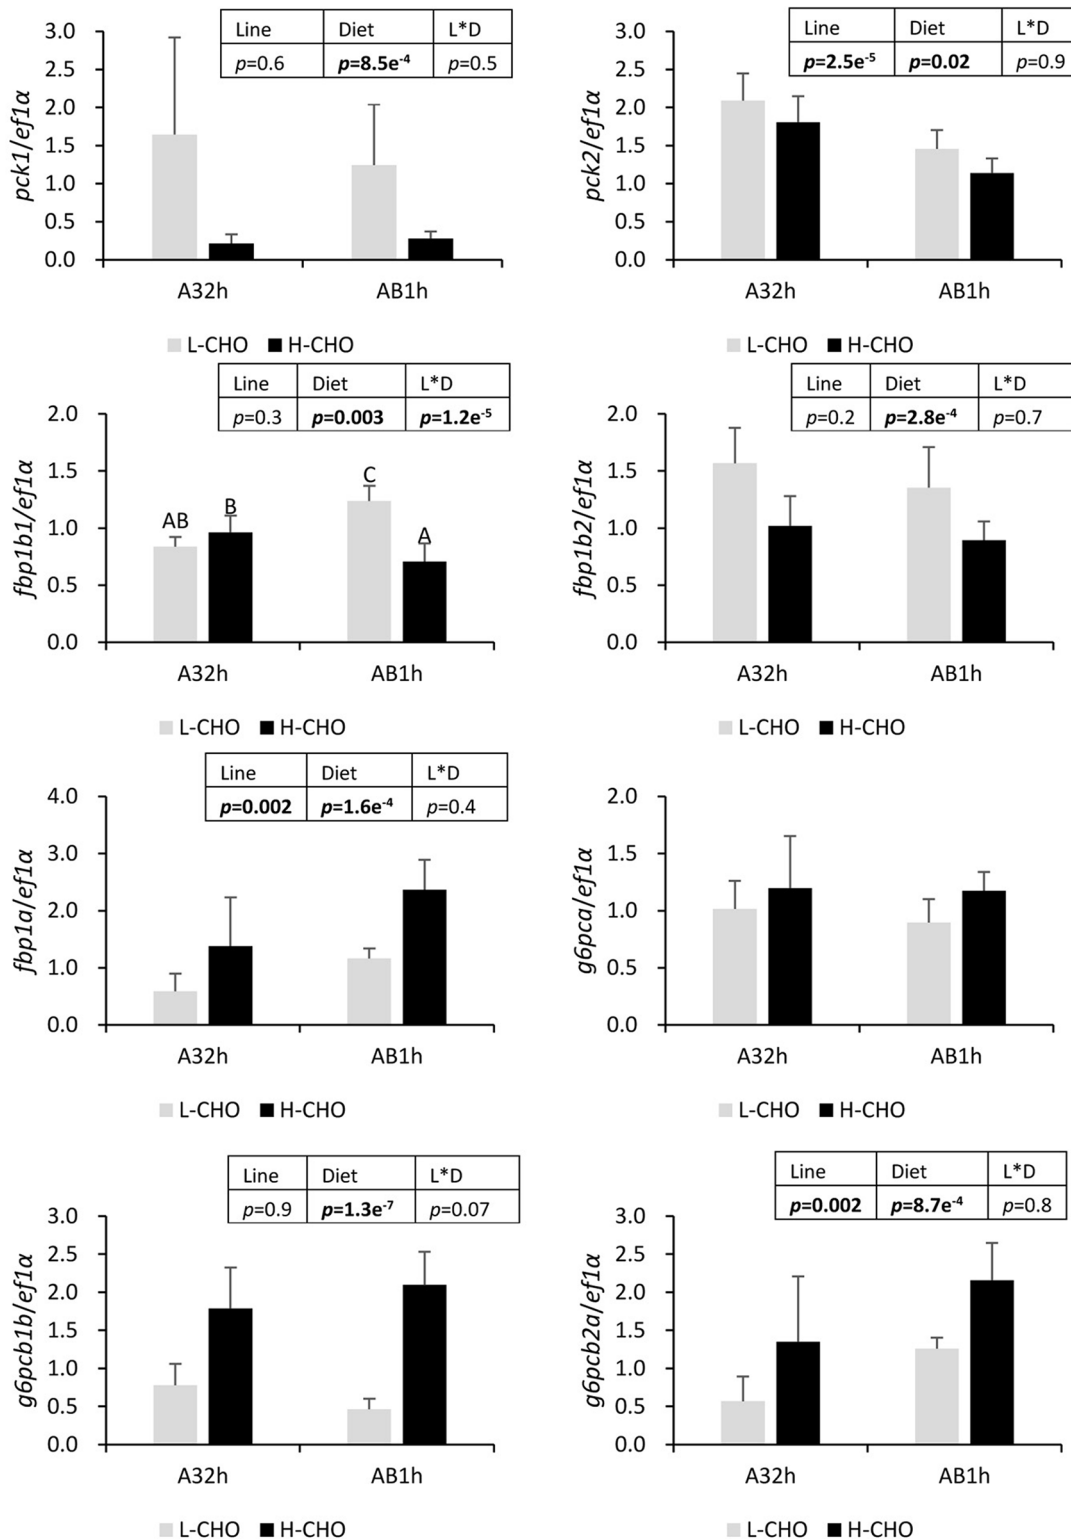 Line Diet L*D
p=0.6 p=8.5e-4 p=0.5
pck1/ef1α
3.0
2.5
2.0
1.5
1.0
0.5
0.0
A32h AB1h
L-CHO H-CHO
Line Diet L*D
p=2.5e-5 p=0.02 p=0.9
pck2/ef1α
3.0
2.5
2.0
1.5
1.0
0.5
0.0
A32h AB1h
L-CHO H-CHO
Line Diet L*D
p=0.3 p=0.003 p=1.2e-5
fbp1b1/ef1α
2.0
1.5
1.0
0.5
0.0
AB B C A
A32h AB1h
L-CHO H-CHO
Line Diet L*D
p=0.2 p=2.8e-4 p=0.7
fbp1b2/ef1α
2.0
1.5
1.0
0.5
0.0
A32h AB1h
L-CHO H-CHO
Line Diet L*D
p=0.002 p=1.6e-4 p=0.4
fbp1a/ef1α
4.0
3.0
2.0
1.0
0.0
A32h AB1h
L-CHO H-CHO
g6pca/ef1α
2.0
1.5
1.0
0.5
0.0
A32h AB1h
L-CHO H-CHO
Line Diet L*D
p=0.9 p=1.3e-7 p=0.07
g6pcb1b/ef1α
3.0
2.5
2.0
1.5
1.0
0.5
0.0
A32h AB1h
L-CHO H-CHO
Line Diet L*D
p=0.002 p=8.7e-4 p=0.8
g6pcb2a/ef1α
3.0
2.5
2.0
1.5
1.0
0.5
0.0
A32h AB1h
L-CHO H-CHO